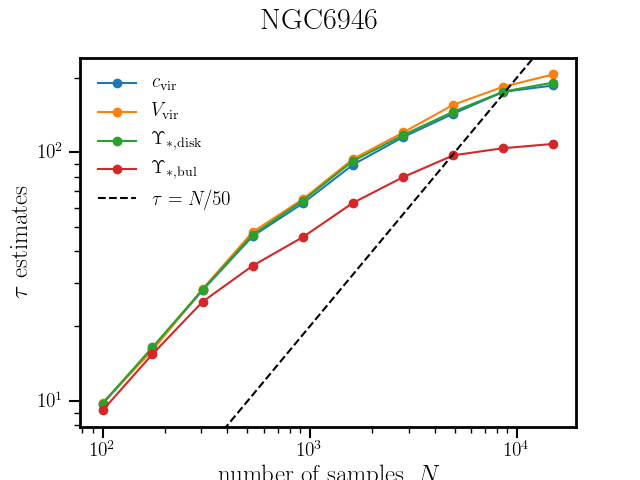 NGC6946
c_vir
V_vir
Υ_*,disk
Υ_*,bul
τ = N/50
τ estimates
10^2
10^1
10^2
10^3
10^4
number of samples, N